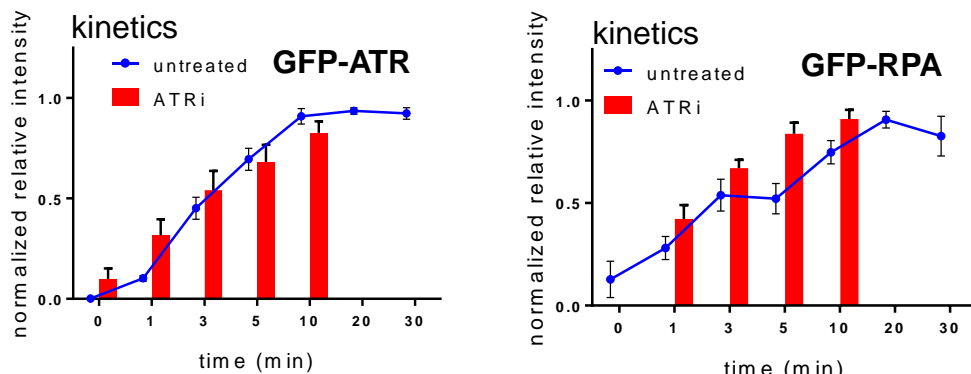 kinetics
GFP-ATR
untreated
ATRi
normalized relative intensity
1.0
0.5
0.0
0 1 3 5 10 20 30
time (min)
kinetics
GFP-RPA
untreated
ATRi
normalized relative intensity
1.0
0.5
0.0
0 1 3 5 10 20 30
time (min)